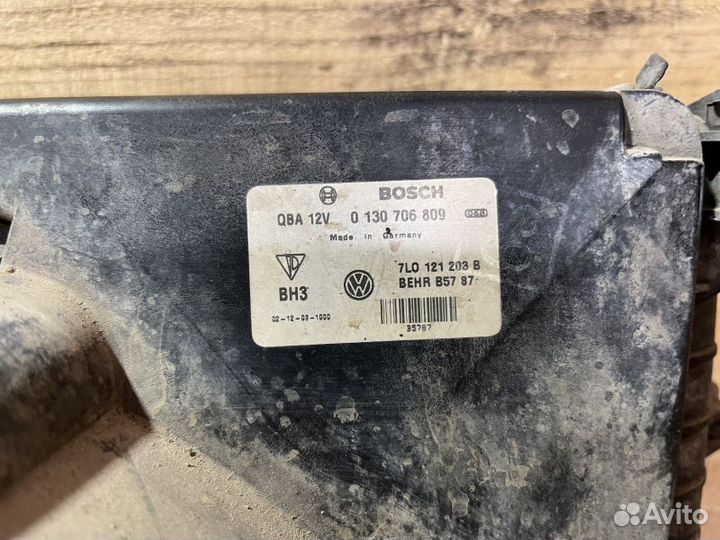 BOSCH
QBA 12V 0 130 706 809
Made in Germany
7L0 121 203 B
BH3
BEHR B57 87
02-12-03-1000
B5787
Avito